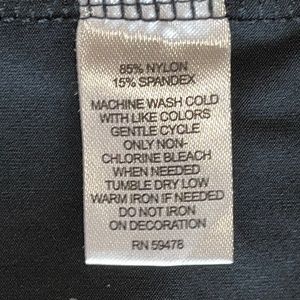 85% NYLON
15% SPANDEX
MACHINE WASH COLD
WITH LIKE COLORS
GENTLE CYCLE
ONLY NON-
CHLORINE BLEACH
WHEN NEEDED
TUMBLE DRY LOW
WARM IRON IF NEEDED
DO NOT IRON
ON DECORATION
RN 59478